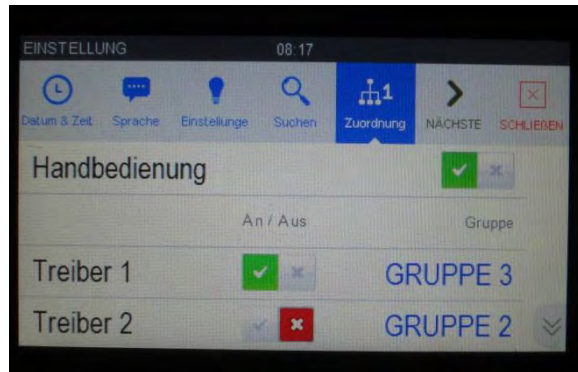 EINSTELLUNG 08:17
1
Datum & Zeit Sprache Einstellunge Suchen Zuordnung NÄCHSTE SCHLIEßEN
Handbedienung
An / Aus Gruppe
Treiber 1 GRUPPE 3
Treiber 2 GRUPPE 2